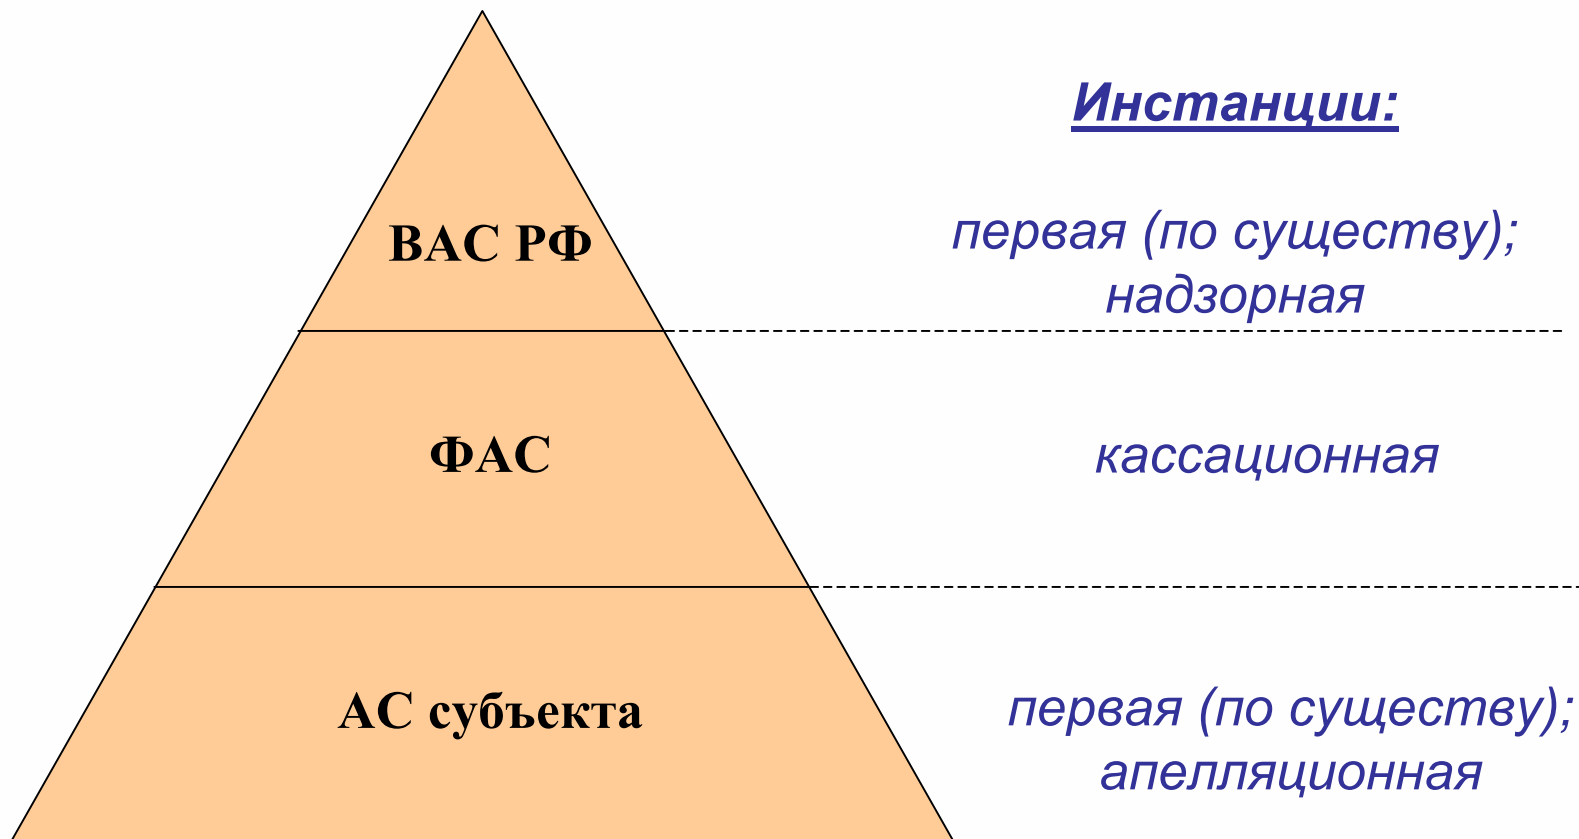 Инстанции:
ВАС РФ
первая (по существу);
надзорная
ФАС
кассационная
АС субъекта
первая (по существу);
апелляционная